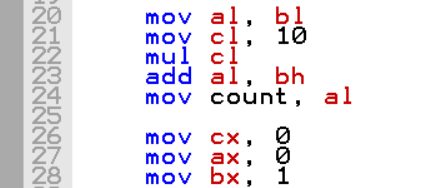 20 mov al, bl
21 mov cl, 10
22 mul cl
23 add al, bh
24 mov count, al
25
26 mov cx, 0
27 mov ax, 0
28 mov bx, 1